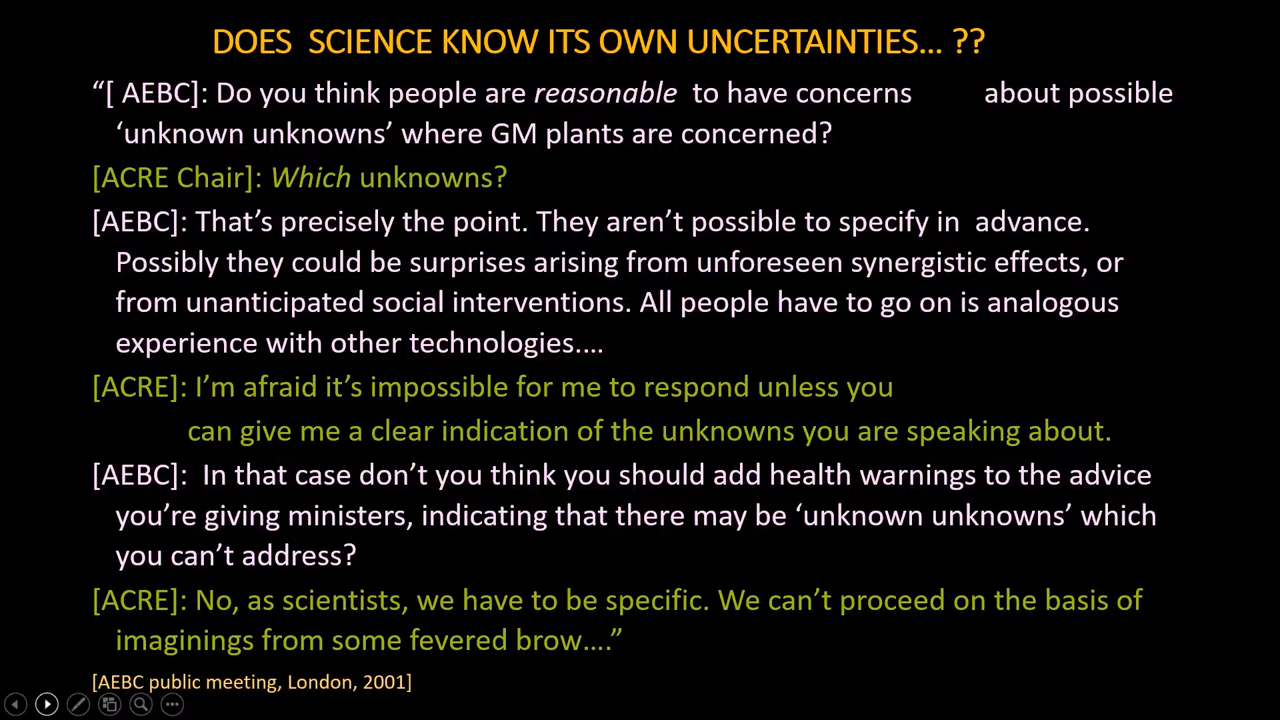 DOES SCIENCE KNOW ITS OWN UNCERTAINTIES... ??
“[ AEBC]: Do you think people are reasonable to have concerns about possible
‘unknown unknowns’ where GM plants are concerned?
[ACRE Chair]: Which unknowns?
[AEBC]: That’s precisely the point. They aren’t possible to specify in advance.
Possibly they could be surprises arising from unforeseen synergistic effects, or
from unanticipated social interventions. All people have to go on is analogous
experience with other technologies....
[ACRE]: I’m afraid it’s impossible for me to respond unless you
can give me a clear indication of the unknowns you are speaking about.
[AEBC]: In that case don’t you think you should add health warnings to the advice
you’re giving ministers, indicating that there may be ‘unknown unknowns’ which
you can’t address?
[ACRE]: No, as scientists, we have to be specific. We can’t proceed on the basis of
imaginings from some fevered brow....”
[AEBC public meeting, London, 2001]